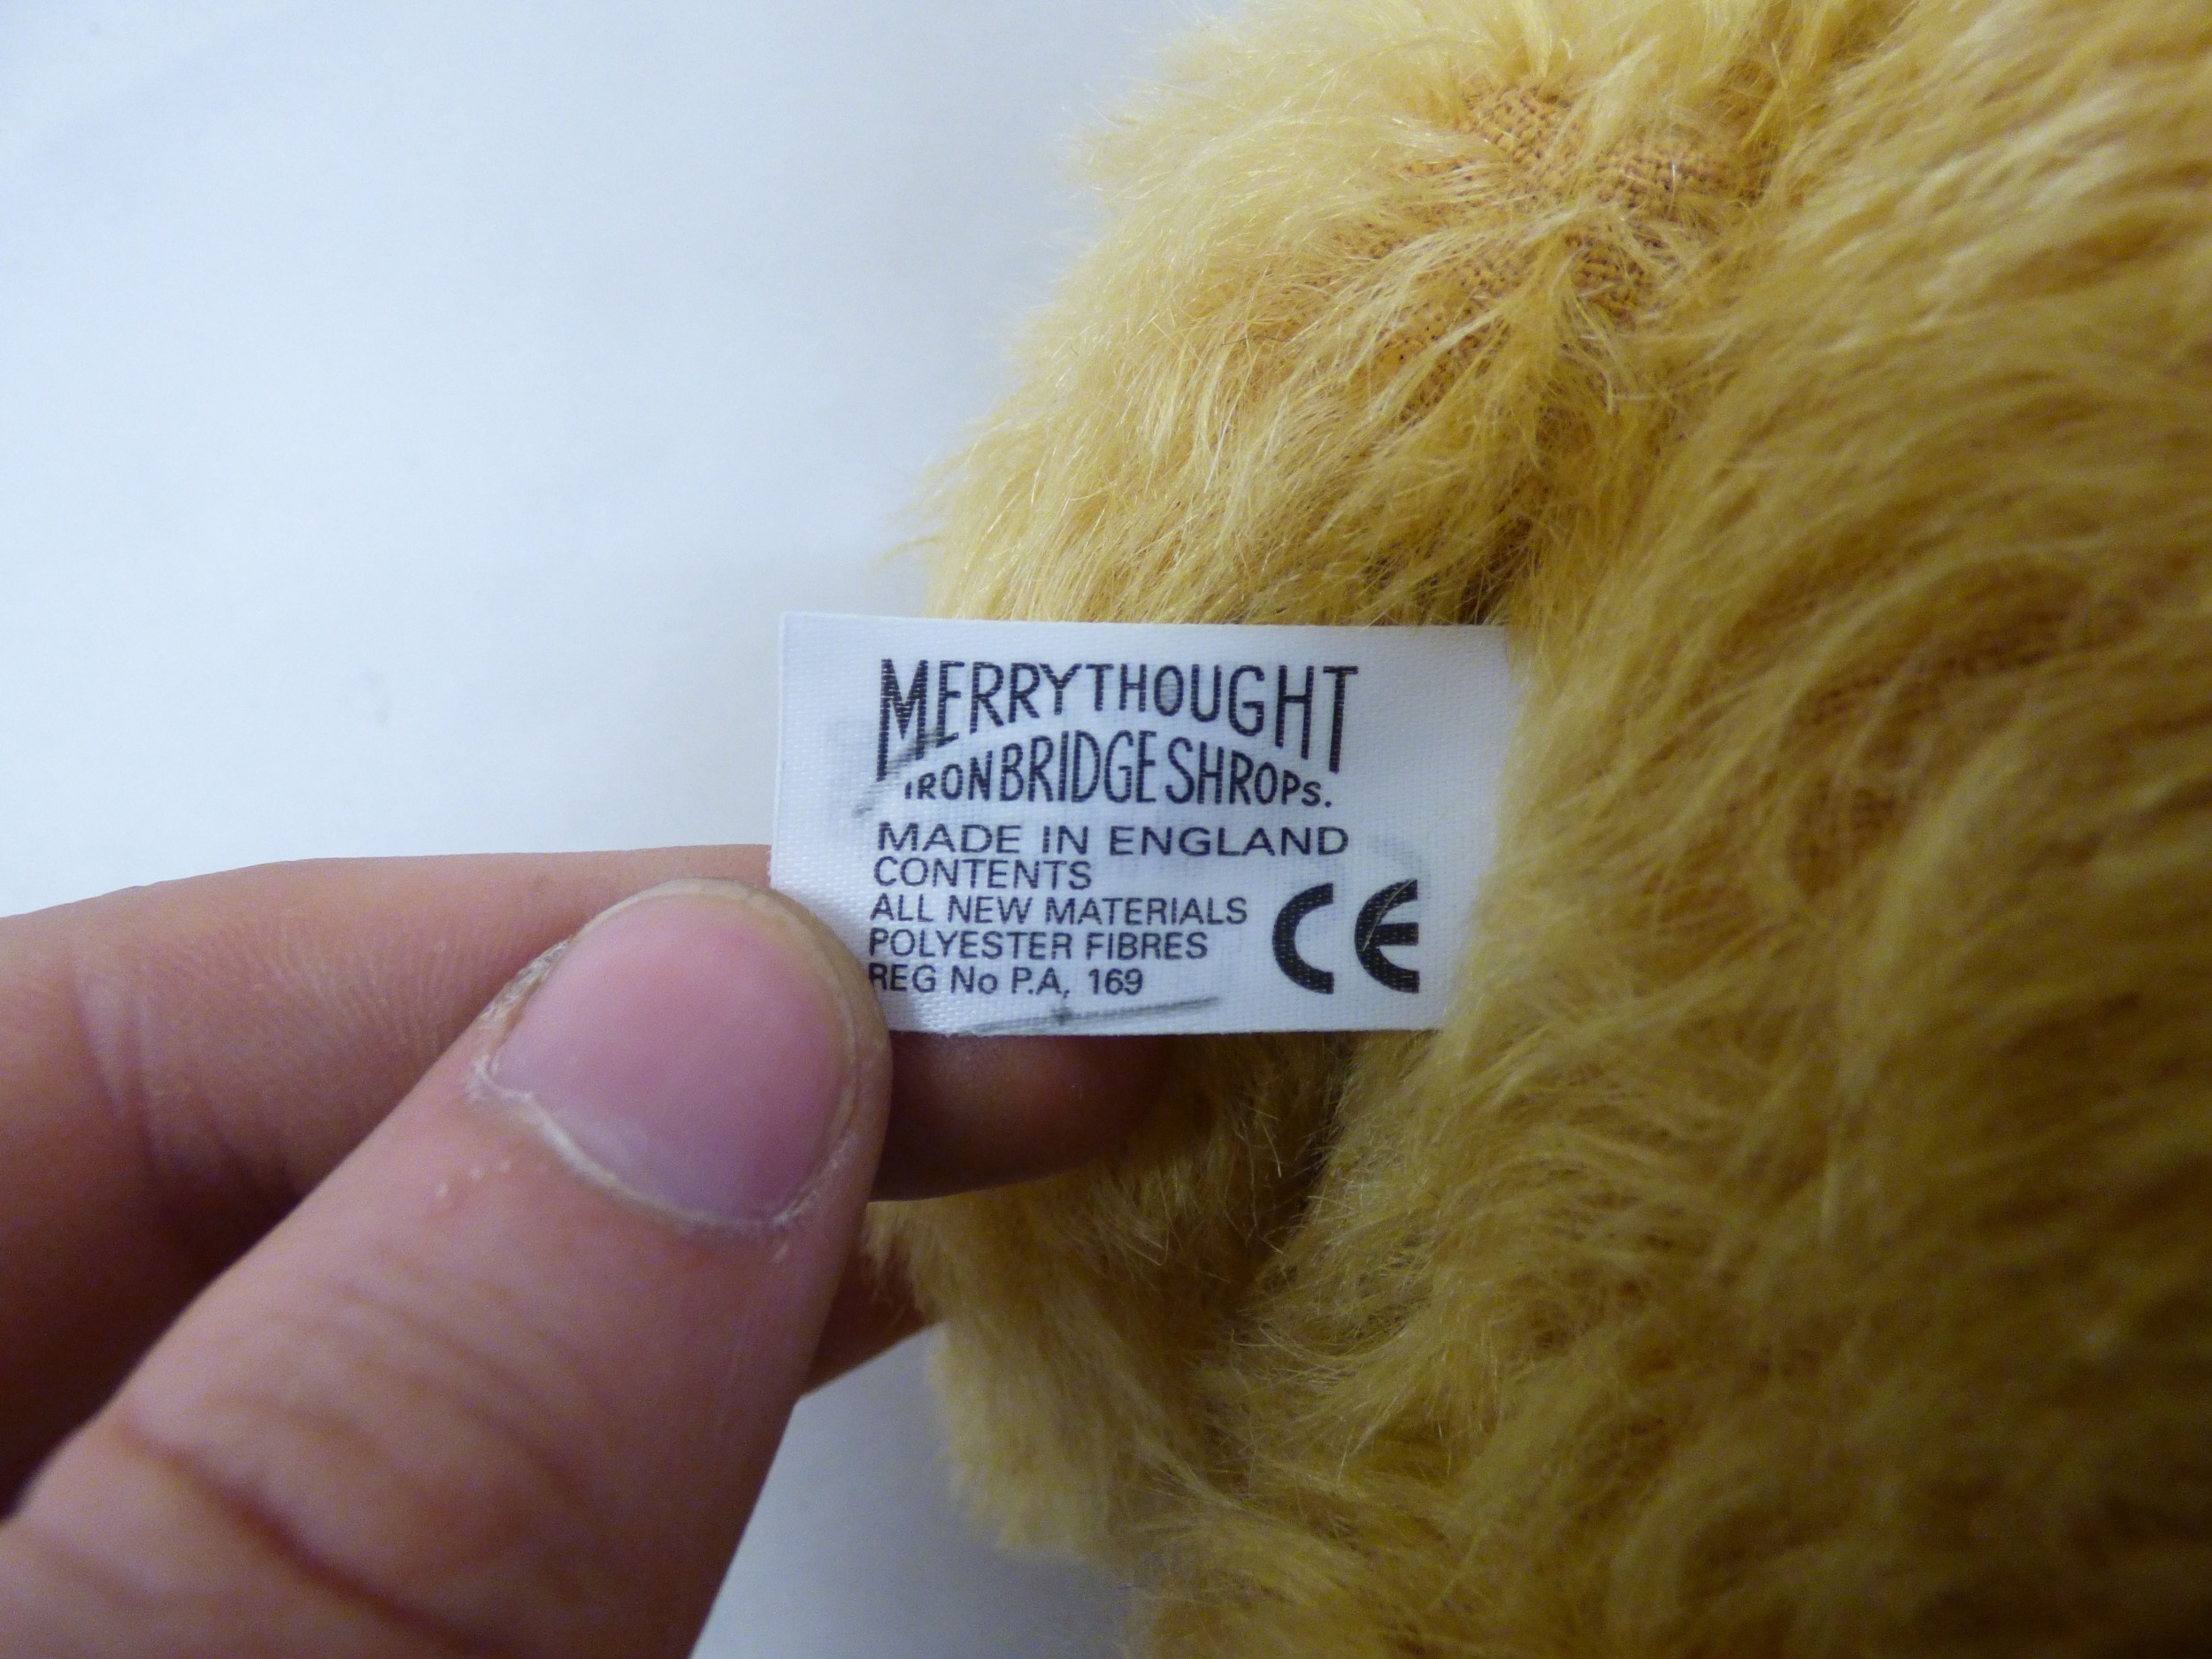 MERRYTHOUGHT
IRONBRIDGE SHROPS.
MADE IN ENGLAND
CONTENTS
ALL NEW MATERIALS
POLYESTER FIBRES
REG No P.A, 169
CE